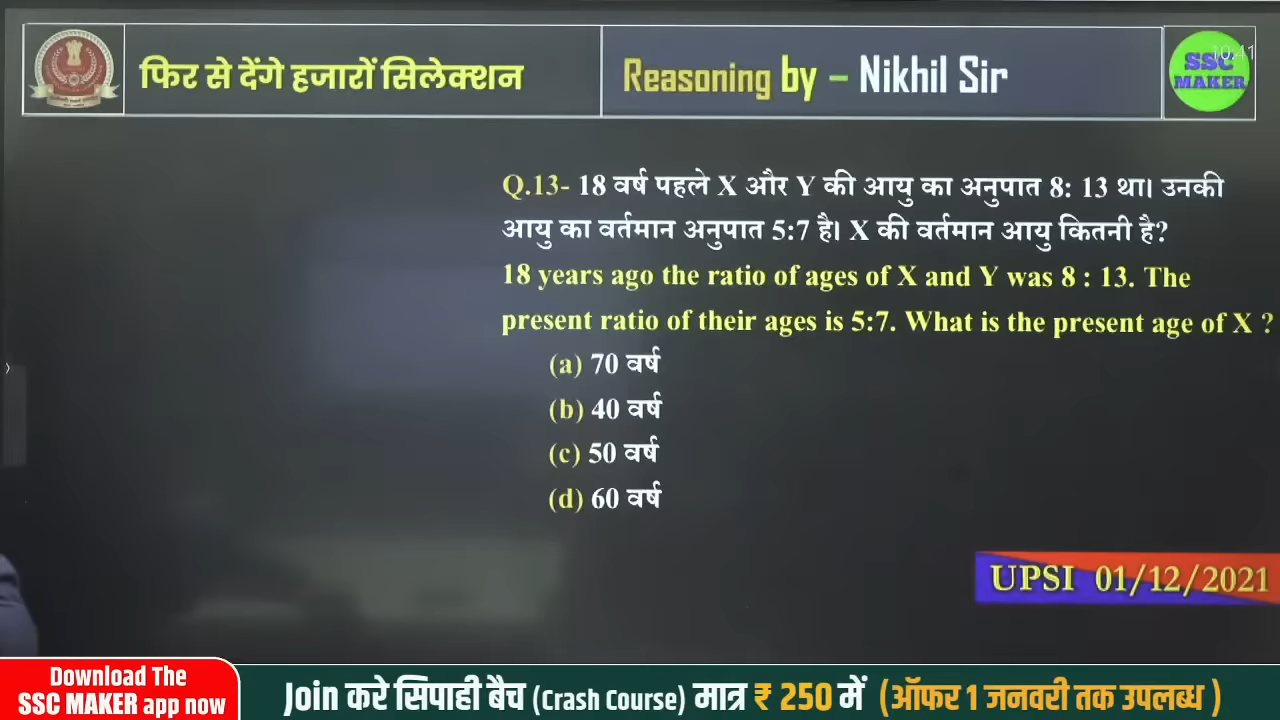 फिर से देंगे हजारों सिलेक्शन
Reasoning by – Nikhil Sir
10:41
SSC
MAKER
Q.13- 18 वर्ष पहले X और Y की आयु का अनुपात 8: 13 था। उनकी
आयु का वर्तमान अनुपात 5:7 है। X की वर्तमान आयु कितनी है?
18 years ago the ratio of ages of X and Y was 8 : 13. The
present ratio of their ages is 5:7. What is the present age of X ?
(a) 70 वर्ष
(b) 40 वर्ष
(c) 50 वर्ष
(d) 60 वर्ष
UPSI 01/12/2021
Download The
SSC MAKER app now
Join करे सिपाही बैच (Crash Course) मात्र ₹ 250 में (ऑफर 1 जनवरी तक उपलब्ध )